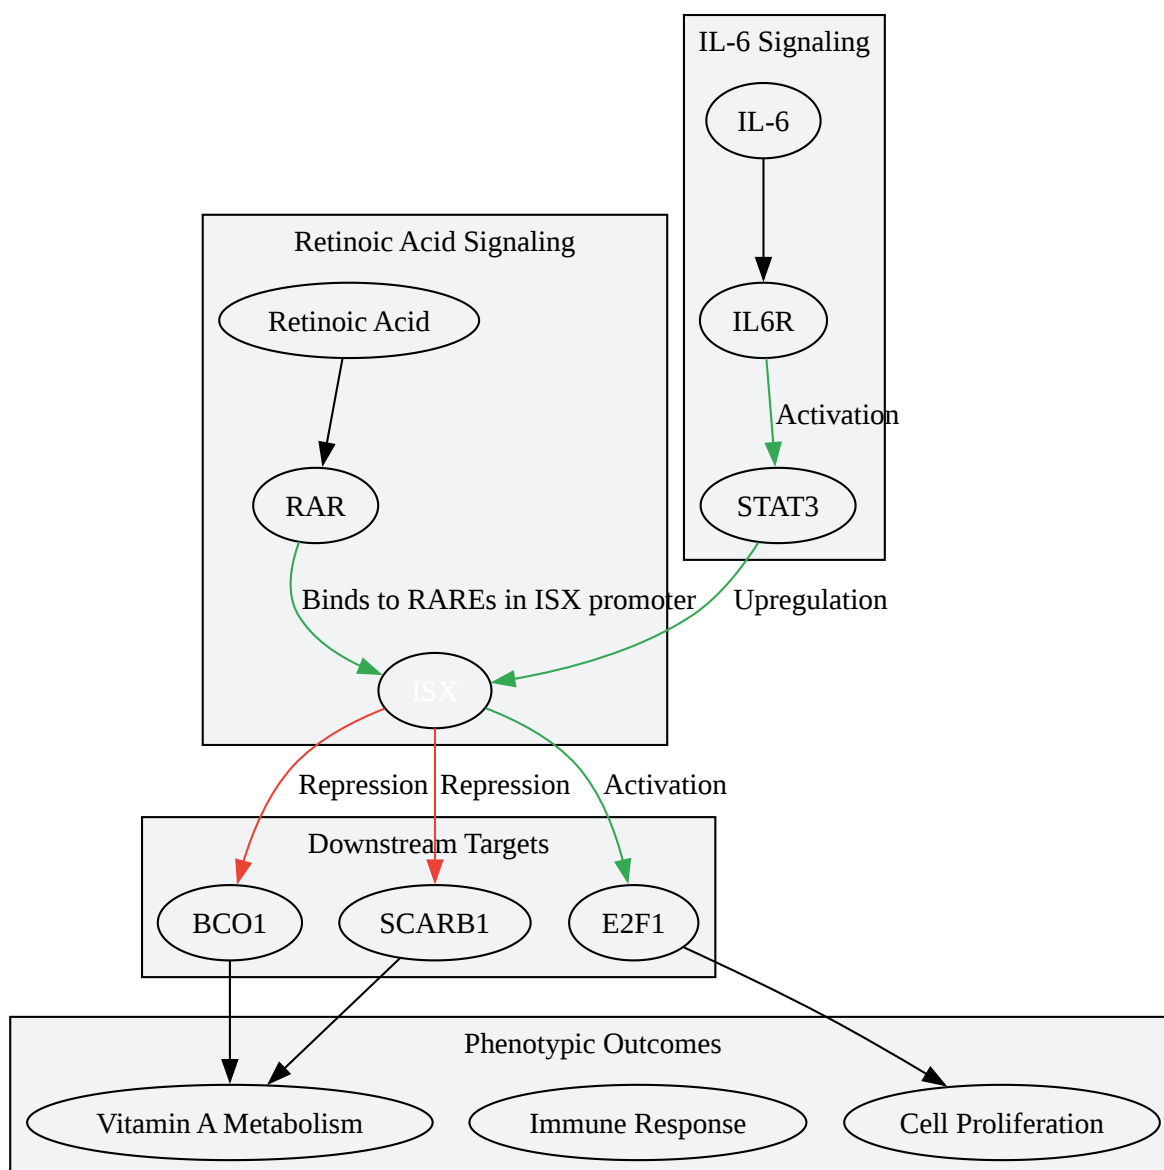 IL-6 Signaling
IL-6
Retinoic Acid Signaling
Retinoic Acid
IL6R
Activation
RAR
STAT3
Binds to RAREs in ISX promoter
Upregulation
ISX
Repression
Repression
Activation
Downstream Targets
BCO1
SCARB1
E2F1
Phenotypic Outcomes
Vitamin A Metabolism
Immune Response
Cell Proliferation